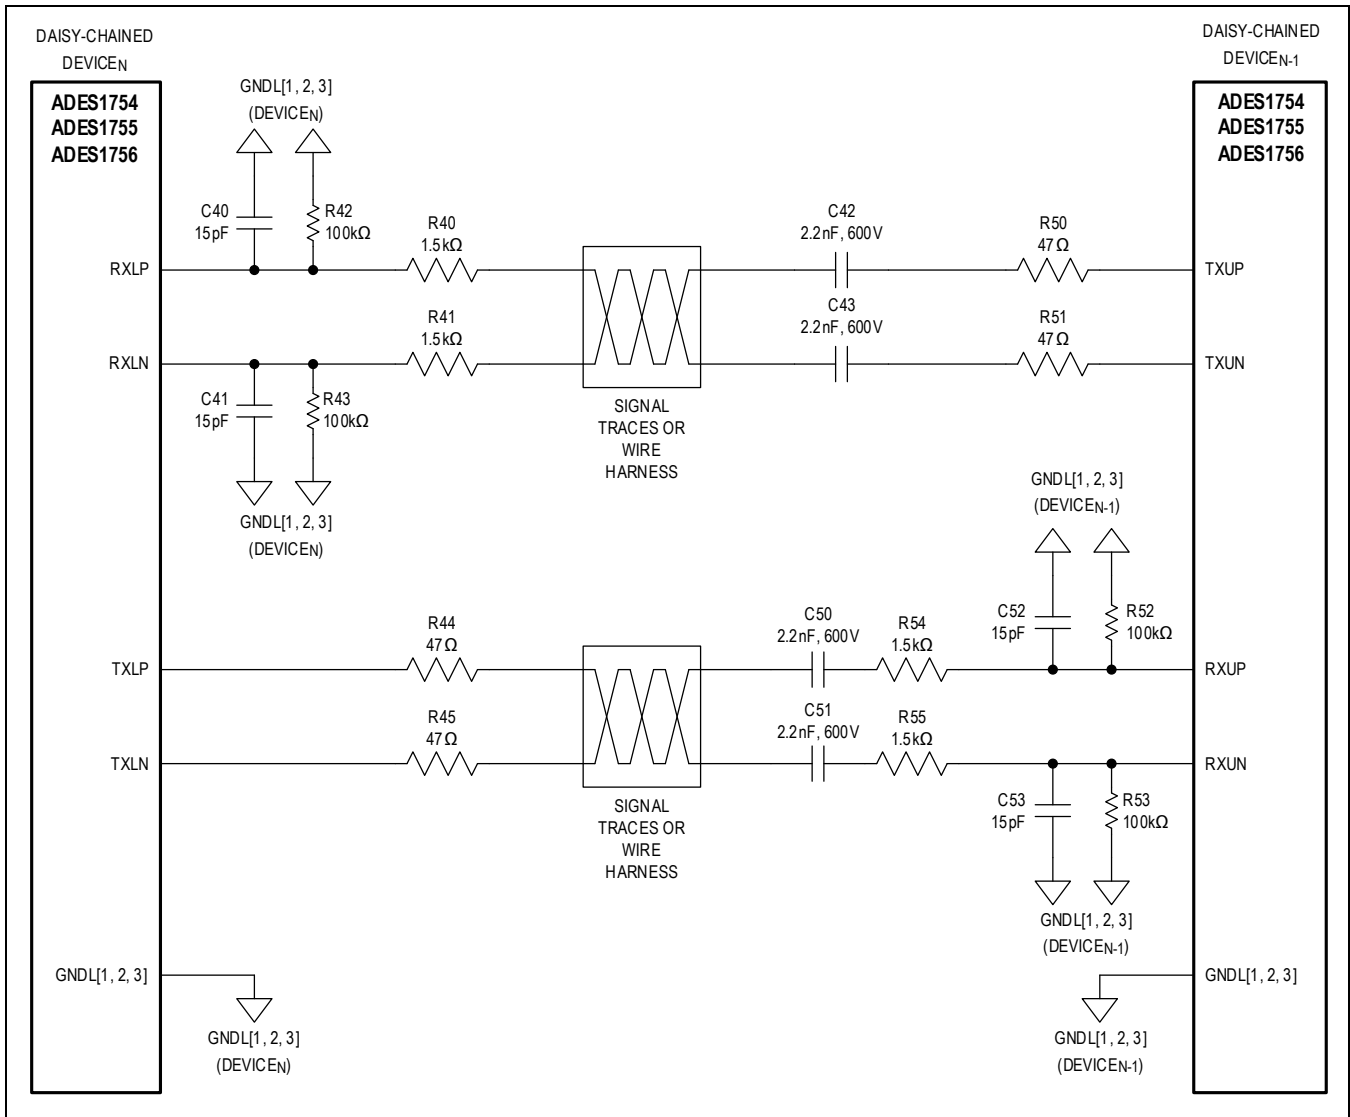 DAISY-CHAINED
DEVICEN
DAISY-CHAINED
DEVICEN-1
ADES1754
ADES1755
ADES1756
GNDL[1, 2, 3]
(DEVICEN)
ADES1754
ADES1755
ADES1756
C40
15pF
R42
100kΩ
R40
1.5kΩ
C42
2.2nF, 600V
R50
47Ω
RXLP
TXUP
R41
1.5kΩ
C43
2.2nF, 600V
R51
47Ω
RXLN
TXUN
C41
15pF
R43
100kΩ
SIGNAL
TRACES OR
WIRE
HARNESS
GNDL[1, 2, 3]
(DEVICEN)
GNDL[1, 2, 3]
(DEVICEN-1)
R44
47Ω
C50
2.2nF, 600V
R54
1.5kΩ
C52
15pF
R52
100kΩ
TXLP
RXUP
R45
47Ω
C51
2.2nF, 600V
R55
1.5kΩ
TXLN
RXUN
SIGNAL
TRACES OR
WIRE
HARNESS
C53
15pF
R53
100kΩ
GNDL[1, 2, 3]
(DEVICEN-1)
GNDL[1, 2, 3]
GNDL[1, 2, 3]
GNDL[1, 2, 3]
(DEVICEN)
GNDL[1, 2, 3]
(DEVICEN-1)